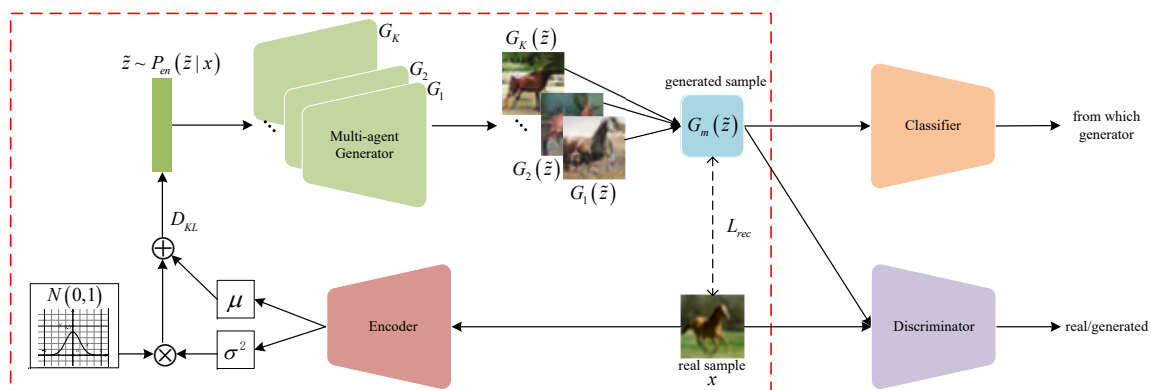 z̃ ~ P_en(z̃ | x)
G_K
G_2
G_1
Multi-agent
Generator
G_K(z̃)
G_2(z̃)
G_1(z̃)
generated sample
G_m(z̃)
Classifier
from which
generator
D_KL
L_rec
N(0,1)
μ
σ²
Encoder
real sample
x
Discriminator
real/generated